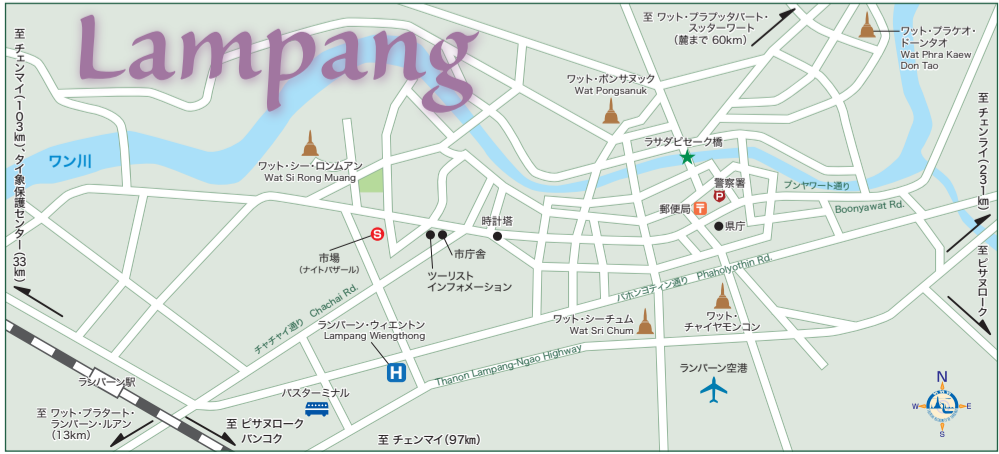 Lampang
至 チェンマイ(103km)、タイ象保護センター(33km)
至 ワット・プラプッタバート・
スッターワート
(麓まで 60km)
ワット・プラケオ・
ドーンタオ
Wat Phra Kaew
Don Tao
ワット・ポンサヌック
Wat Pongsanuk
至 チェンライ(231km)
ラサダピセーク橋
ワン川
ワット・シー・ロンムアン
Wat Si Rong Muang
警察署
P
ブンヤワート通り
Boonyawat Rd.
郵便局
〒
県庁
時計塔
S
市場
(ナイトバザール)
市庁舎
ツーリスト
インフォメーション
至 ピサヌローク
パホンヨティン通り Phaholyothin Rd.
チャチャイ通り Chachai Rd.
ワット・シーチュム
Wat Sri Chum
ワット・
チャイヤモンコン
ランパーン・ウィエントン
Lampang Wiengthong
H
Thanon Lampang-Ngao Highway
ランパーン空港
ランパーン駅
バスターミナル
至 ワット・プラタート・
ランパーン・ルアン
(13km)
至 ピサヌローク
バンコク
至 チェンマイ(97km)
N
W
E
S